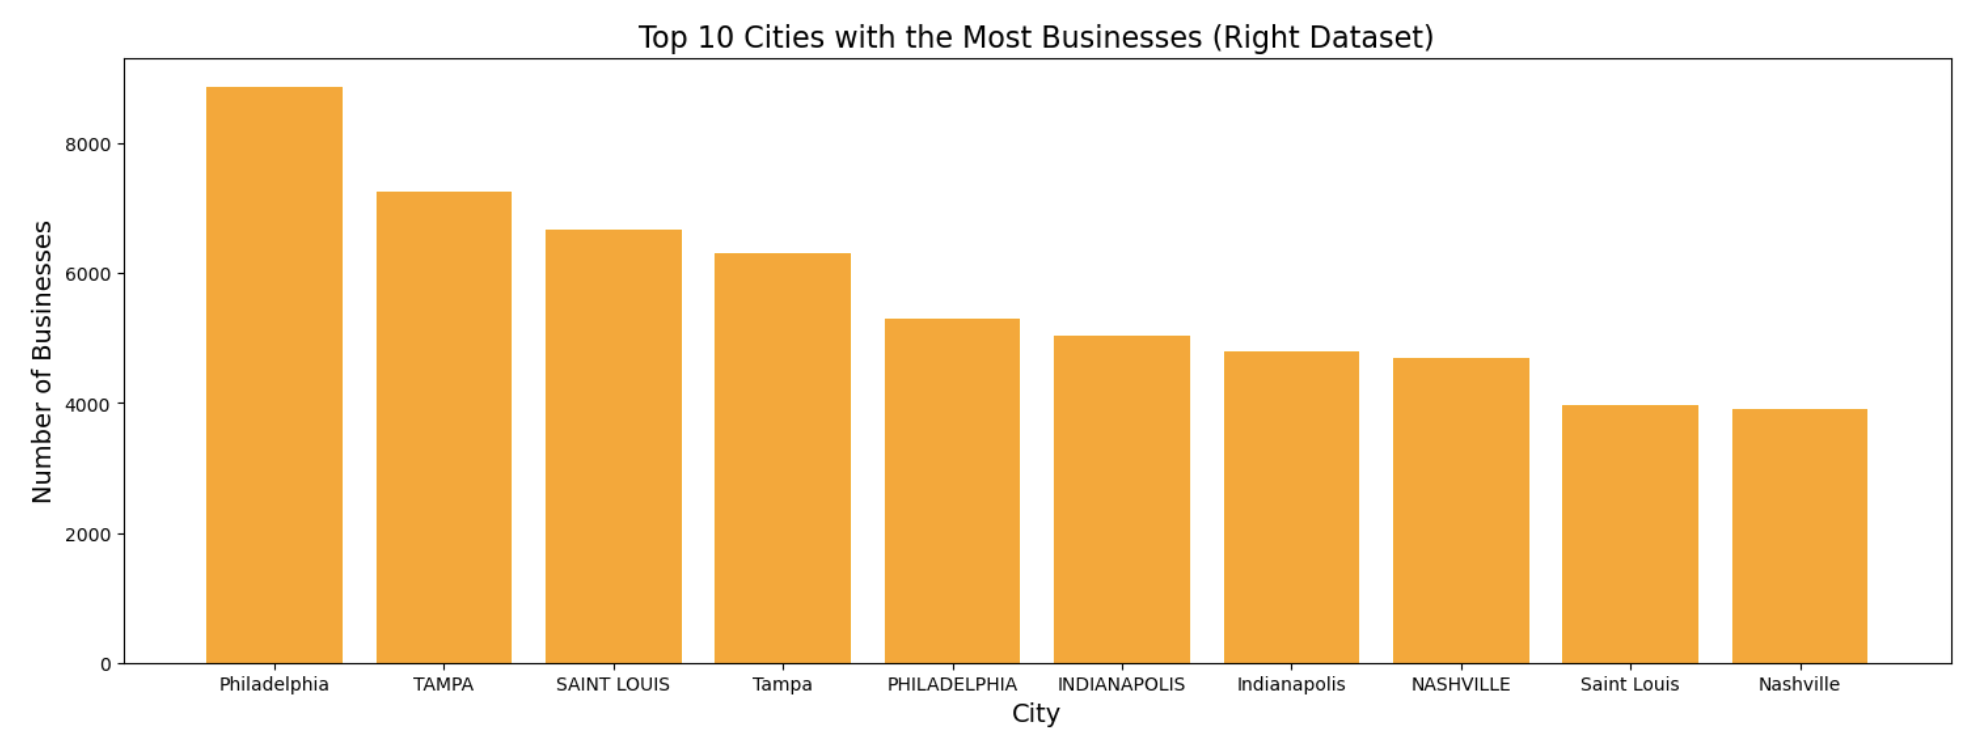 Top 10 Cities with the Most Businesses (Right Dataset)
Number of Businesses
8000
6000
4000
2000
0
Philadelphia TAMPA SAINT LOUIS Tampa PHILADELPHIA INDIANAPOLIS Indianapolis NASHVILLE Saint Louis Nashville
City